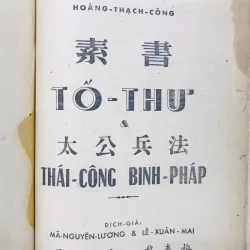 HOÀNG-THẠCH-CÔNG
素書
TỐ-THƯ
&
太公兵法
THÁI-CÔNG BINH-PHÁP
DỊCH-GIẢ:
MÃ-NGUYÊN-LƯƠNG & LÊ-XUÂN-MAI